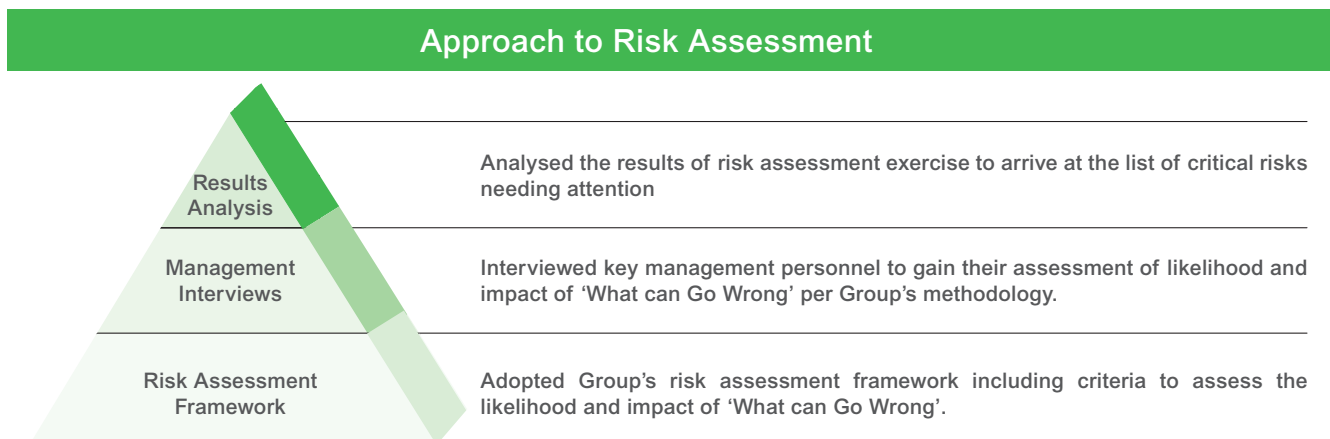 Approach to Risk Assessment
Results
Analysis
Analysed the results of risk assessment exercise to arrive at the list of critical risks
needing attention
Management
Interviews
Interviewed key management personnel to gain their assessment of likelihood and
impact of ‘What can Go Wrong’ per Group’s methodology.
Risk Assessment
Framework
Adopted Group’s risk assessment framework including criteria to assess the
likelihood and impact of ‘What can Go Wrong’.